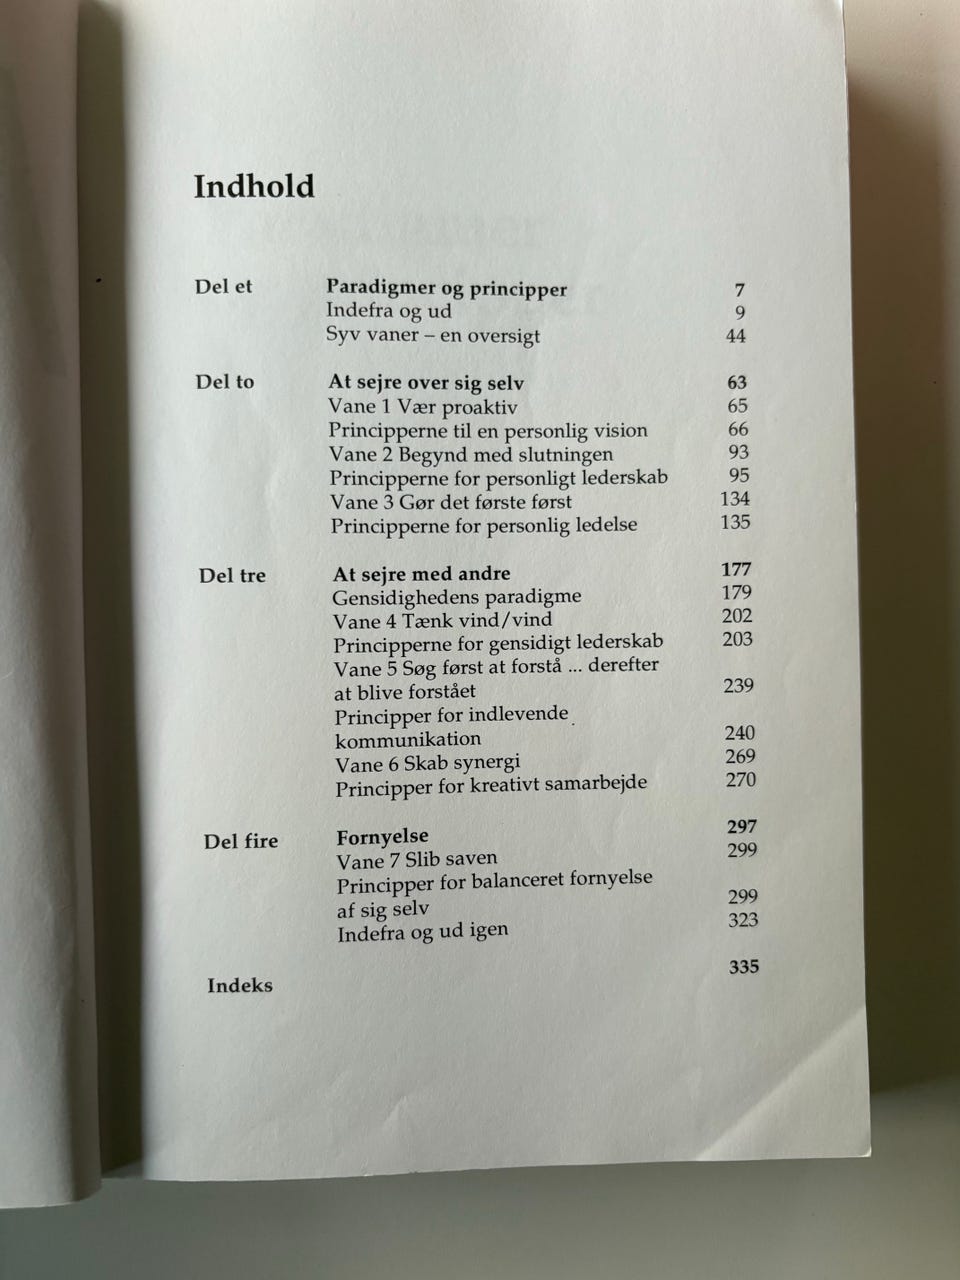 Indhold
Del et Paradigmer og principper 7
Indefra og ud 9
Syv vaner – en oversigt 44
Del to At sejre over sig selv 63
Vane 1 Vær proaktiv 65
Principperne til en personlig vision 66
Vane 2 Begynd med slutningen 93
Principperne for personligt lederskab 95
Vane 3 Gør det første først 134
Principperne for personlig ledelse 135
Del tre At sejre med andre 177
Gensidighedens paradigme 179
Vane 4 Tænk vind/vind 202
Principperne for gensidigt lederskab 203
Vane 5 Søg først at forstå ... derefter
at blive forstået 239
Principper for indlevende
kommunikation 240
Vane 6 Skab synergi 269
Principper for kreativt samarbejde 270
Del fire Fornyelse 297
Vane 7 Slib saven 299
Principper for balanceret fornyelse
af sig selv 299
Indefra og ud igen 323
Indeks 335